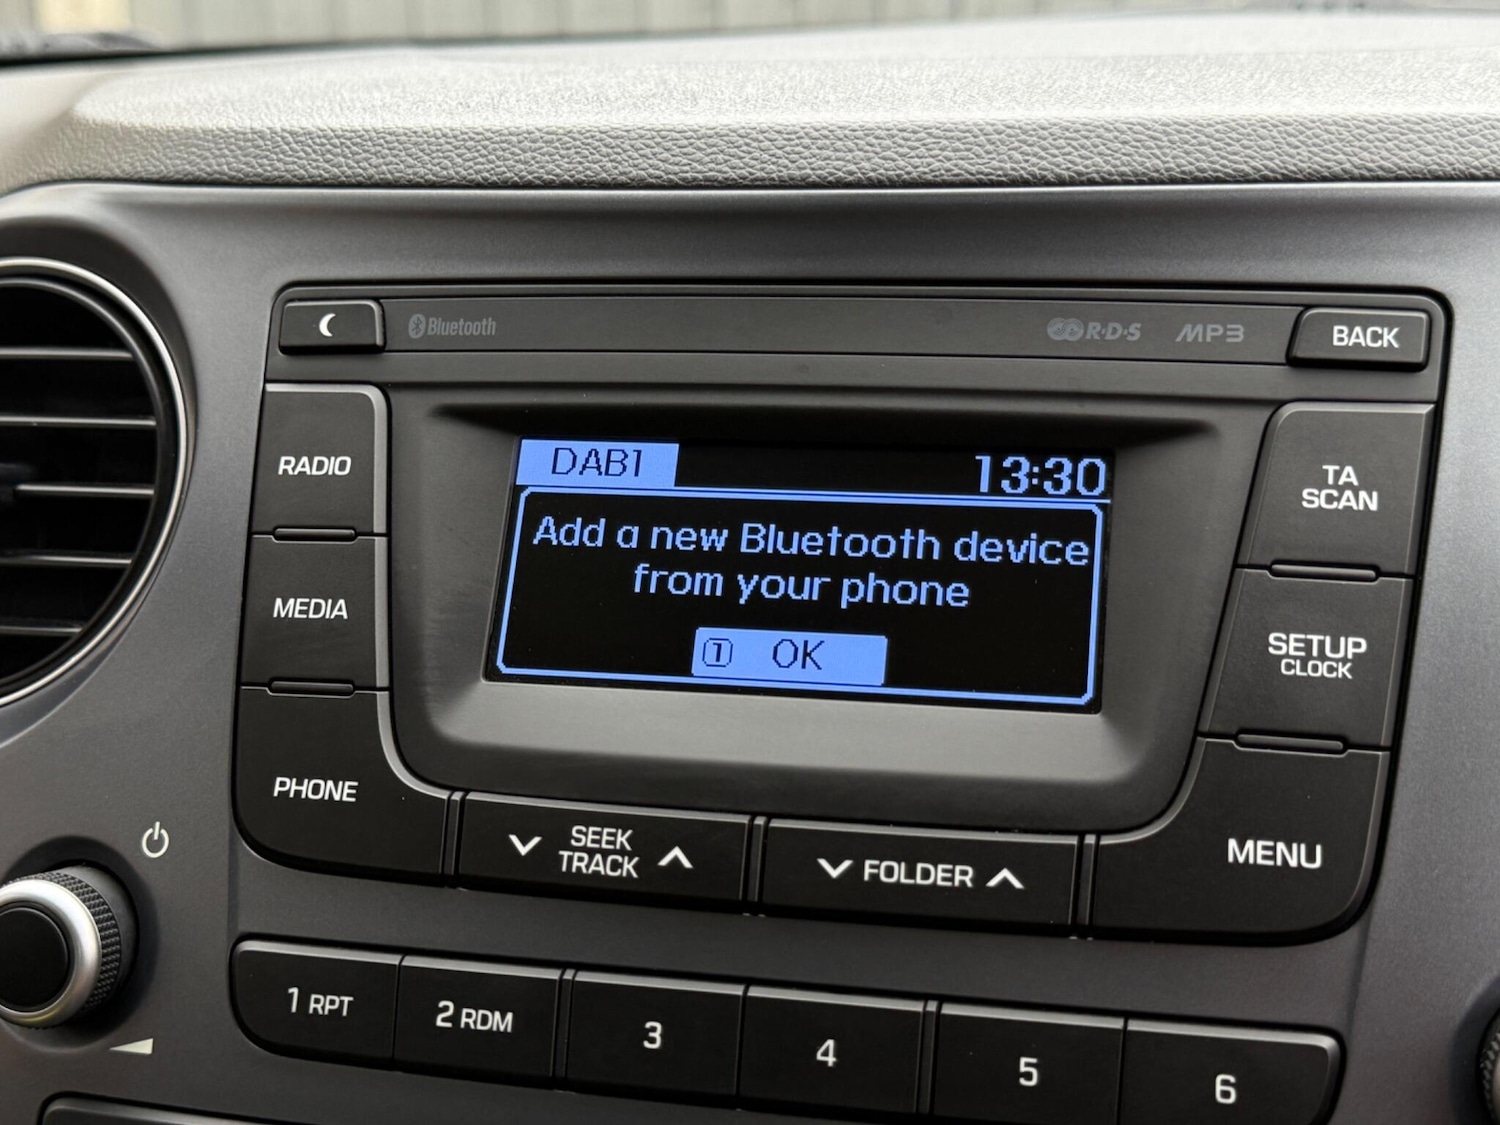 Bluetooth
R·D·S
MP3
BACK
DAB1
13:30
RADIO
TA
SCAN
Add a new Bluetooth device
from your phone
MEDIA
1 OK
SETUP
CLOCK
PHONE
SEEK
TRACK
FOLDER
MENU
1 RPT
2 RDM
3
4
5
6